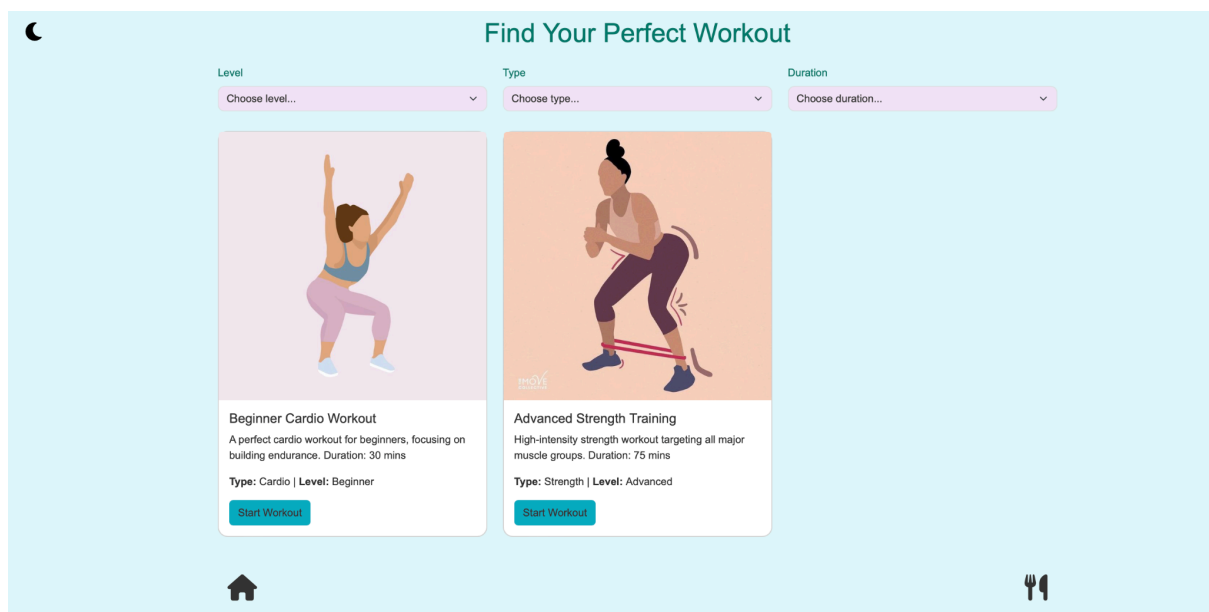 Find Your Perfect Workout
Level
Type
Duration
Choose level...
Choose type...
Choose duration...
MOVE
Beginner Cardio Workout
A perfect cardio workout for beginners, focusing on
building endurance. Duration: 30 mins
Type: Cardio | Level: Beginner
Start Workout
Advanced Strength Training
High-intensity strength workout targeting all major
muscle groups. Duration: 75 mins
Type: Strength | Level: Advanced
Start Workout